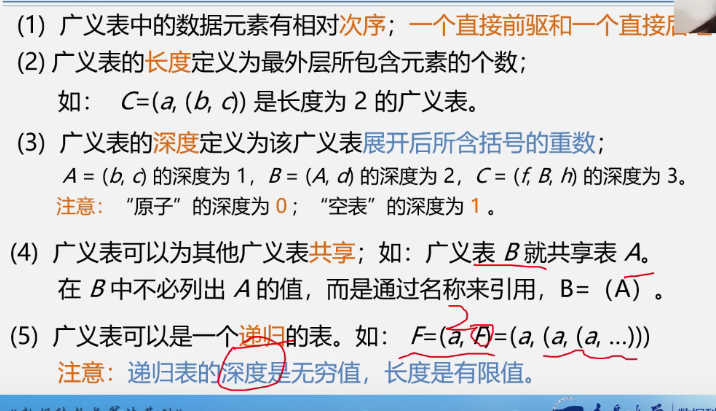 (1) 广义表中的数据元素有相对次序；一个直接前驱和一个直接后
(2) 广义表的长度定义为最外层所包含元素的个数；
如： C=(a, (b, c)) 是长度为 2 的广义表。
(3) 广义表的深度定义为该广义表展开后所含括号的重数；
A = (b, c) 的深度为 1，B = (A, d) 的深度为 2，C = (f, B, h) 的深度为 3。
注意：“原子”的深度为 0；“空表”的深度为 1 。
(4) 广义表可以为其他广义表共享；如：广义表 B 就共享表 A。
在 B 中不必列出 A 的值，而是通过名称来引用，B=（A）。
(5) 广义表可以是一个递归的表。如： F=(a, F)=(a, (a, (a, …)))
2
注意：递归表的深度是无穷值，长度是有限值。